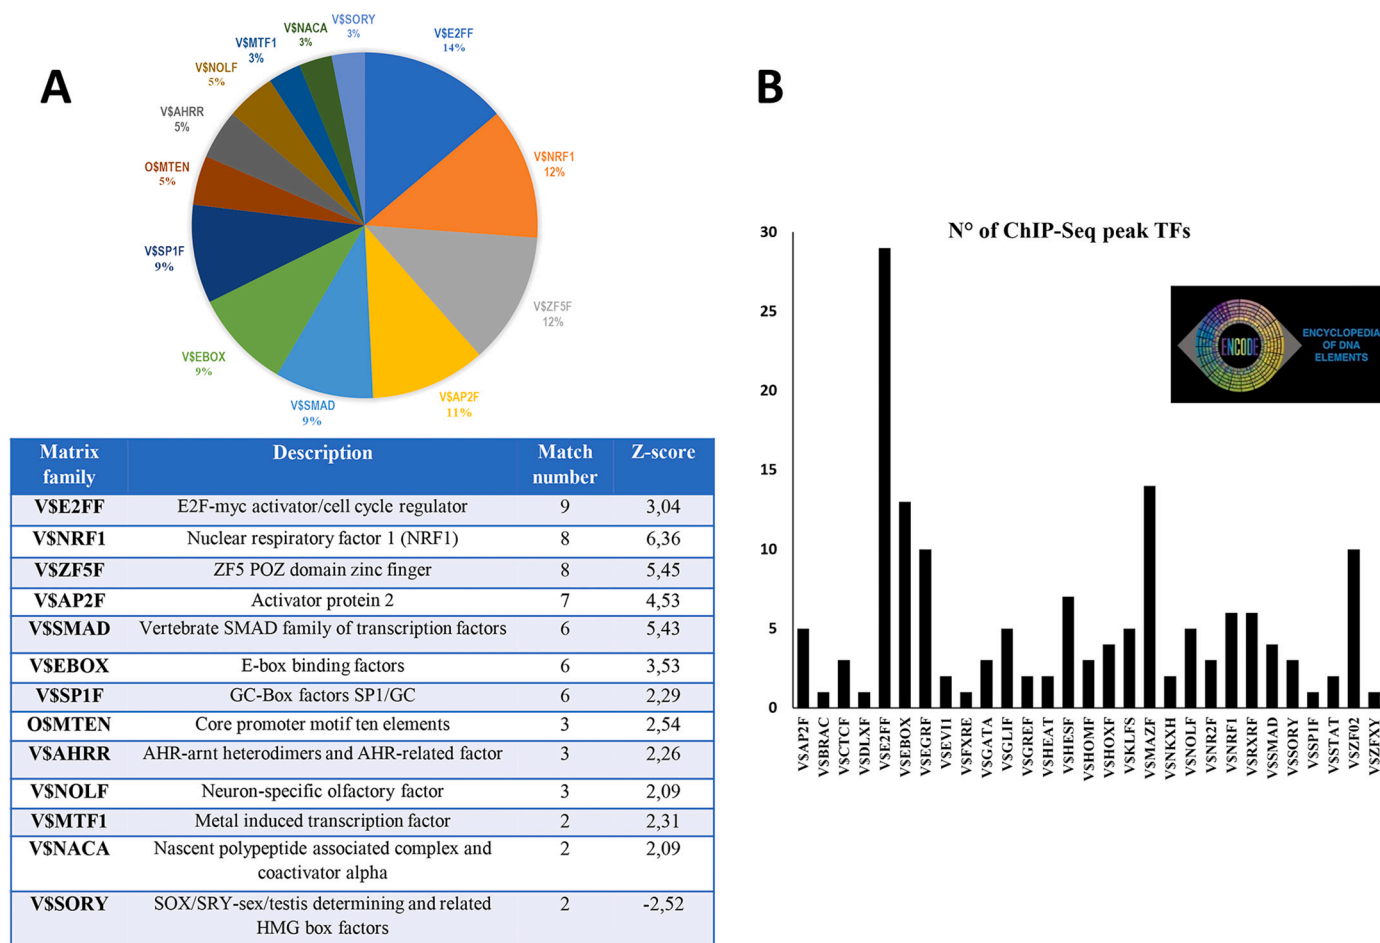 A
V$SORY
3%
V$NACA
3%
V$MTF1
3%
V$NOLF
5%
V$AHRR
5%
O$MTEN
5%
V$SP1F
9%
V$EBOX
9%
V$SMAD
9%
V$AP2F
11%
V$ZF5F
12%
V$NRF1
12%
V$E2FF
14%
Matrix family Description Match number Z-score
V$E2FF E2F-myc activator/cell cycle regulator 9 3,04
V$NRF1 Nuclear respiratory factor 1 (NRF1) 8 6,36
V$ZF5F ZF5 POZ domain zinc finger 8 5,45
V$AP2F Activator protein 2 7 4,53
V$SMAD Vertebrate SMAD family of transcription factors 6 5,43
V$EBOX E-box binding factors 6 3,53
V$SP1F GC-Box factors SP1/GC 6 2,29
O$MTEN Core promoter motif ten elements 3 2,54
V$AHRR AHR-arnt heterodimers and AHR-related factor 3 2,26
V$NOLF Neuron-specific olfactory factor 3 2,09
V$MTF1 Metal induced transcription factor 2 2,31
V$NACA Nascent polypeptide associated complex and 2 2,09
coactivator alpha
V$SORY SOX/SRY-sex/testis determining and related 2 -2,52
HMG box factors
B
N° of ChIP-Seq peak TFs
ENCODE
ENCYCLOPEDIA
OF DNA
ELEMENTS
30
25
20
15
10
5
0
V$AP2F
V$BRAC
V$CTCF
V$DLXF
V$E2FF
V$EBOX
V$EGRF
V$EVI1
V$FXRE
V$GATA
V$GLIF
V$GREF
V$HEAT
V$HESF
V$HOMF
V$HOXF
V$KLFS
V$MAZF
V$NKXH
V$NOLF
V$NR2F
V$NRF1
V$RXRF
V$SMAD
V$SORY
V$SP1F
V$STAT
V$ZF02
V$ZFXY